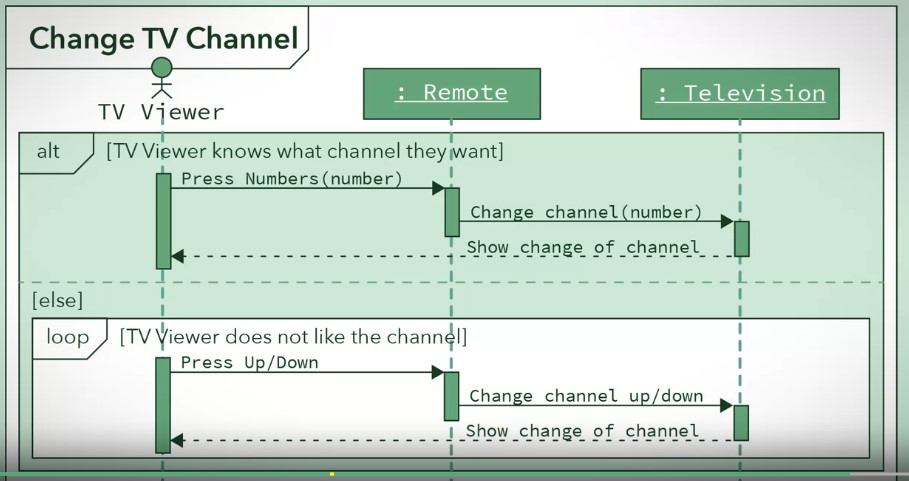 Change TV Channel
TV Viewer
: Remote
: Television
alt
[TV Viewer knows what channel they want]
Press Numbers(number)
Change channel(number)
Show change of channel
[else]
loop
[TV Viewer does not like the channel]
Press Up/Down
Change channel up/down
Show change of channel